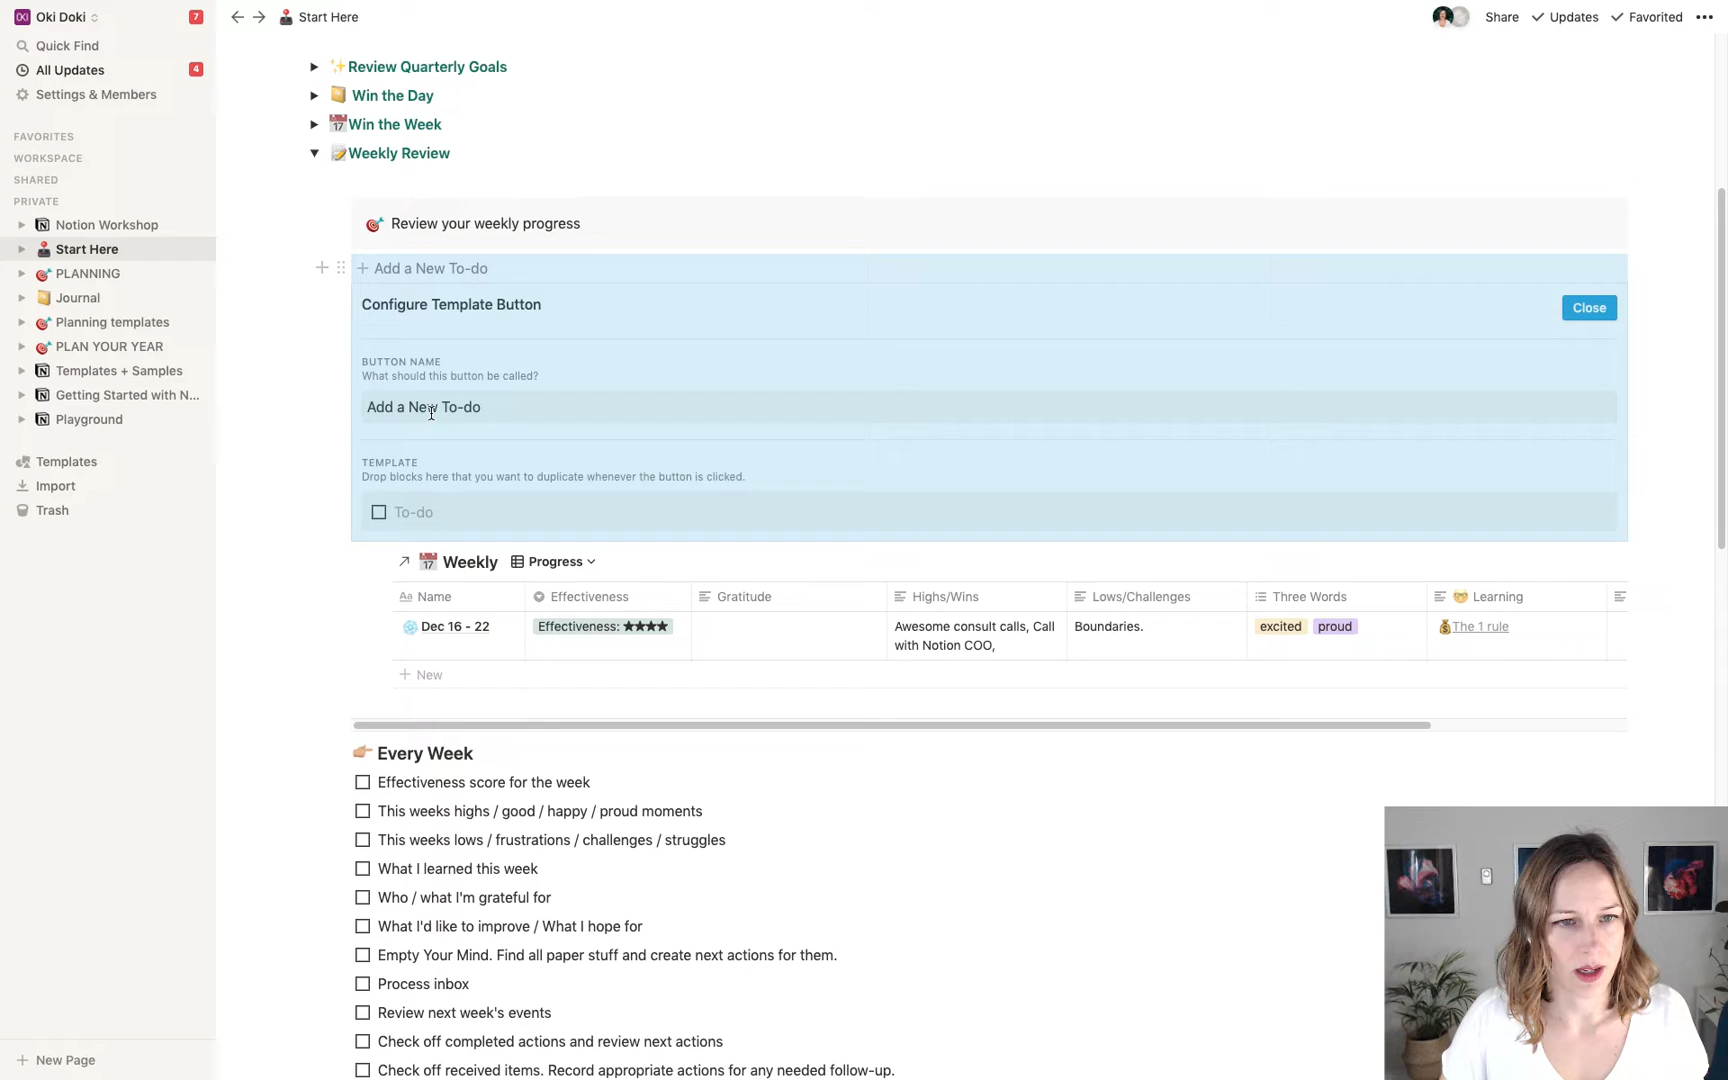 Oki Doki
7
Start Here
Share
Updates
Favorited
Quick Find
All Updates
4
Settings & Members
FAVORITES
WORKSPACE
SHARED
PRIVATE
Notion Workshop
Start Here
PLANNING
Journal
Planning templates
PLAN YOUR YEAR
Templates + Samples
Getting Started with N...
Playground
Templates
Import
Trash
New Page
Review Quarterly Goals
Win the Day
Win the Week
Weekly Review
Review your weekly progress
Add a New To-do
Configure Template Button
Close
BUTTON NAME
What should this button be called?
Add a New To-do
TEMPLATE
Drop blocks here that you want to duplicate whenever the button is clicked.
To-do
Weekly Progress
Name Effectiveness Gratitude Highs/Wins Lows/Challenges Three Words Learning
Dec 16 - 22 Effectiveness: ★★★★ Awesome consult calls, Call Boundaries. excited proud The 1 rule
with Notion COO,
New
Every Week
Effectiveness score for the week
This weeks highs / good / happy / proud moments
This weeks lows / frustrations / challenges / struggles
What I learned this week
Who / what I'm grateful for
What I'd like to improve / What I hope for
Empty Your Mind. Find all paper stuff and create next actions for them.
Process inbox
Review next week's events
Check off completed actions and review next actions
Check off received items. Record appropriate actions for any needed follow-up.